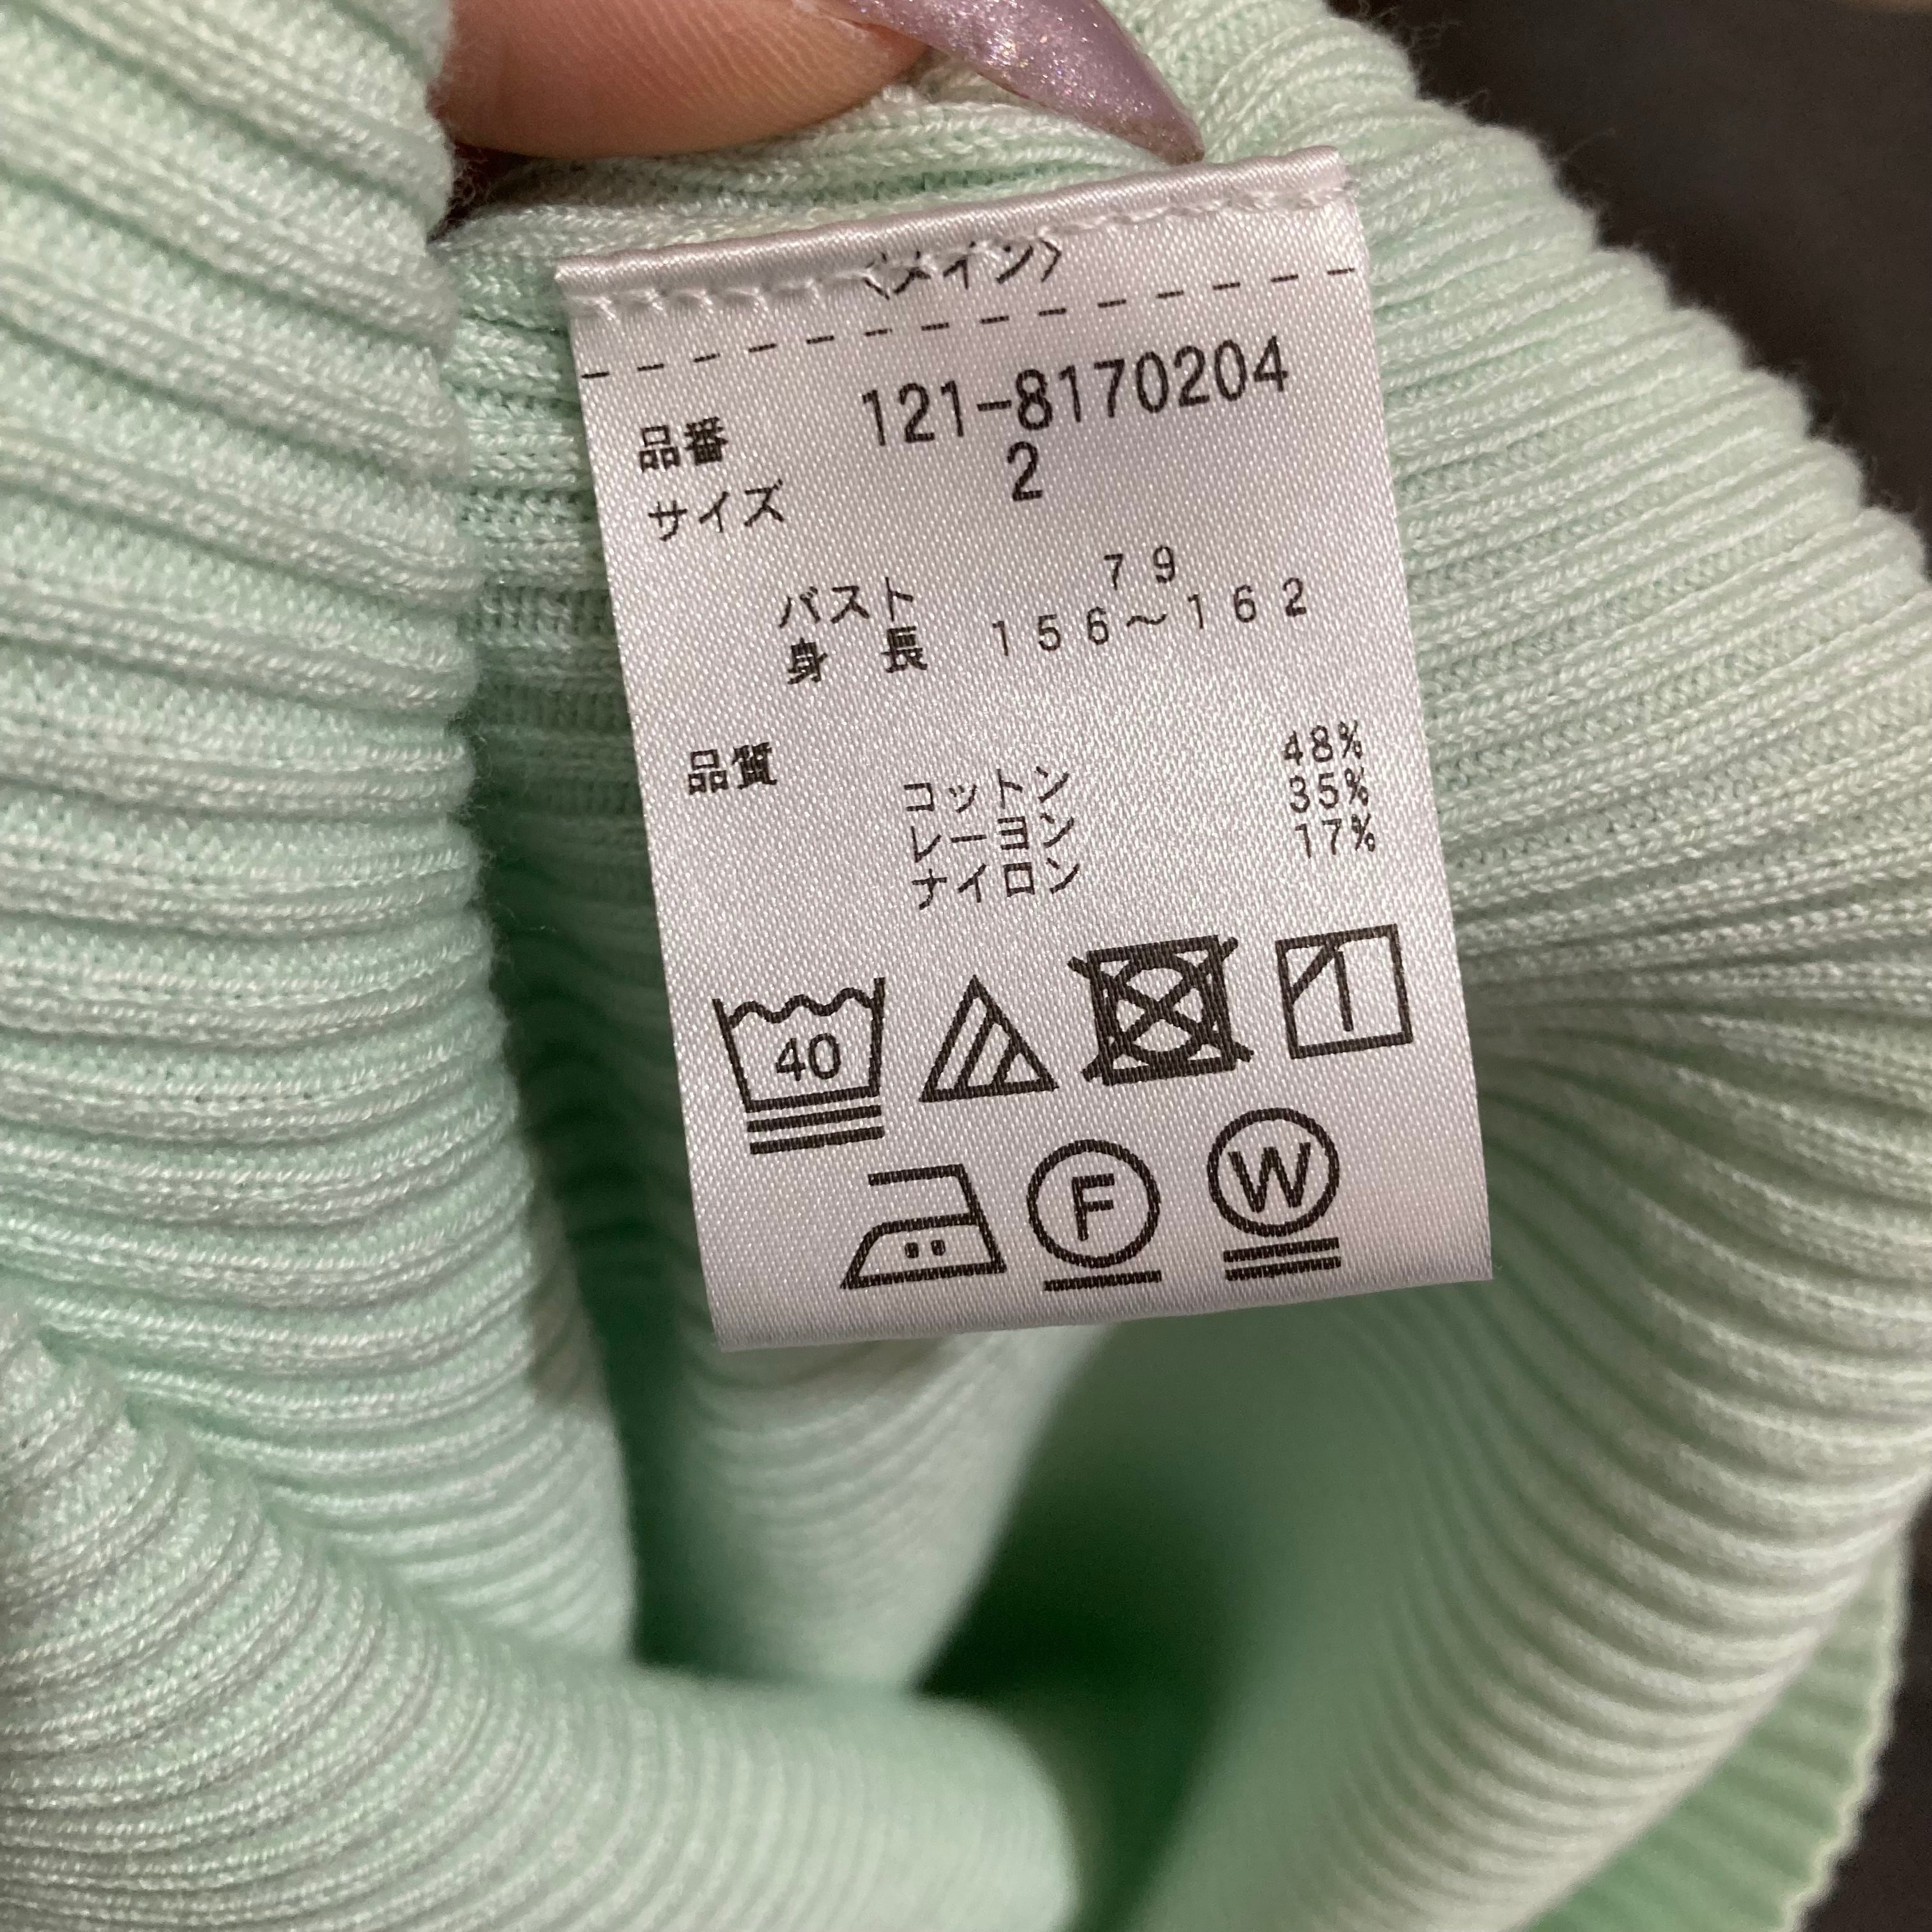 〈メイン〉
品番 121-8170204
サイズ 2
バスト 79
身長 156～162
品質 コットン 48%
レーヨン 35%
ナイロン 17%
40
F W